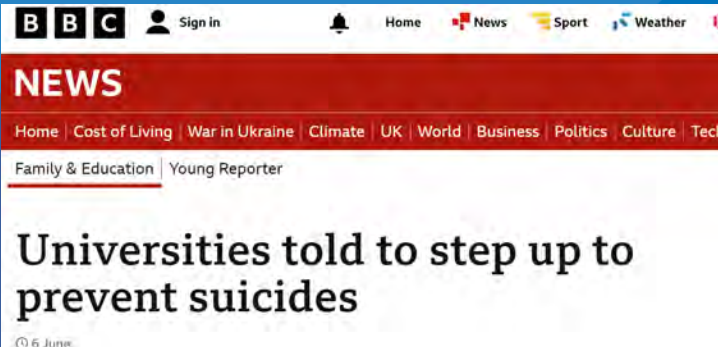 BBC Sign in Home News Sport Weather
NEWS
Home Cost of Living War in Ukraine Climate UK World Business Politics Culture
Family & Education Young Reporter
Universities told to step up to
prevent suicides
6 June